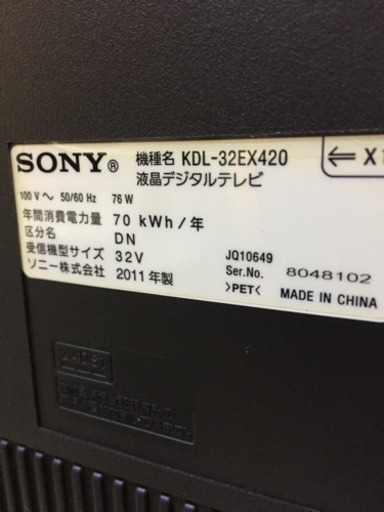 SONY® 機種名 KDL-32EX420
液晶デジタルテレビ
100 V～ 50/60 Hz 76 W
年間消費電力量 70 kWh/年
区分名 DN
受信機型サイズ 32V
ソニー株式会社 2011年製
JQ10649
Ser.No. 8048102
>PET< MADE IN CHINA
⇐ X